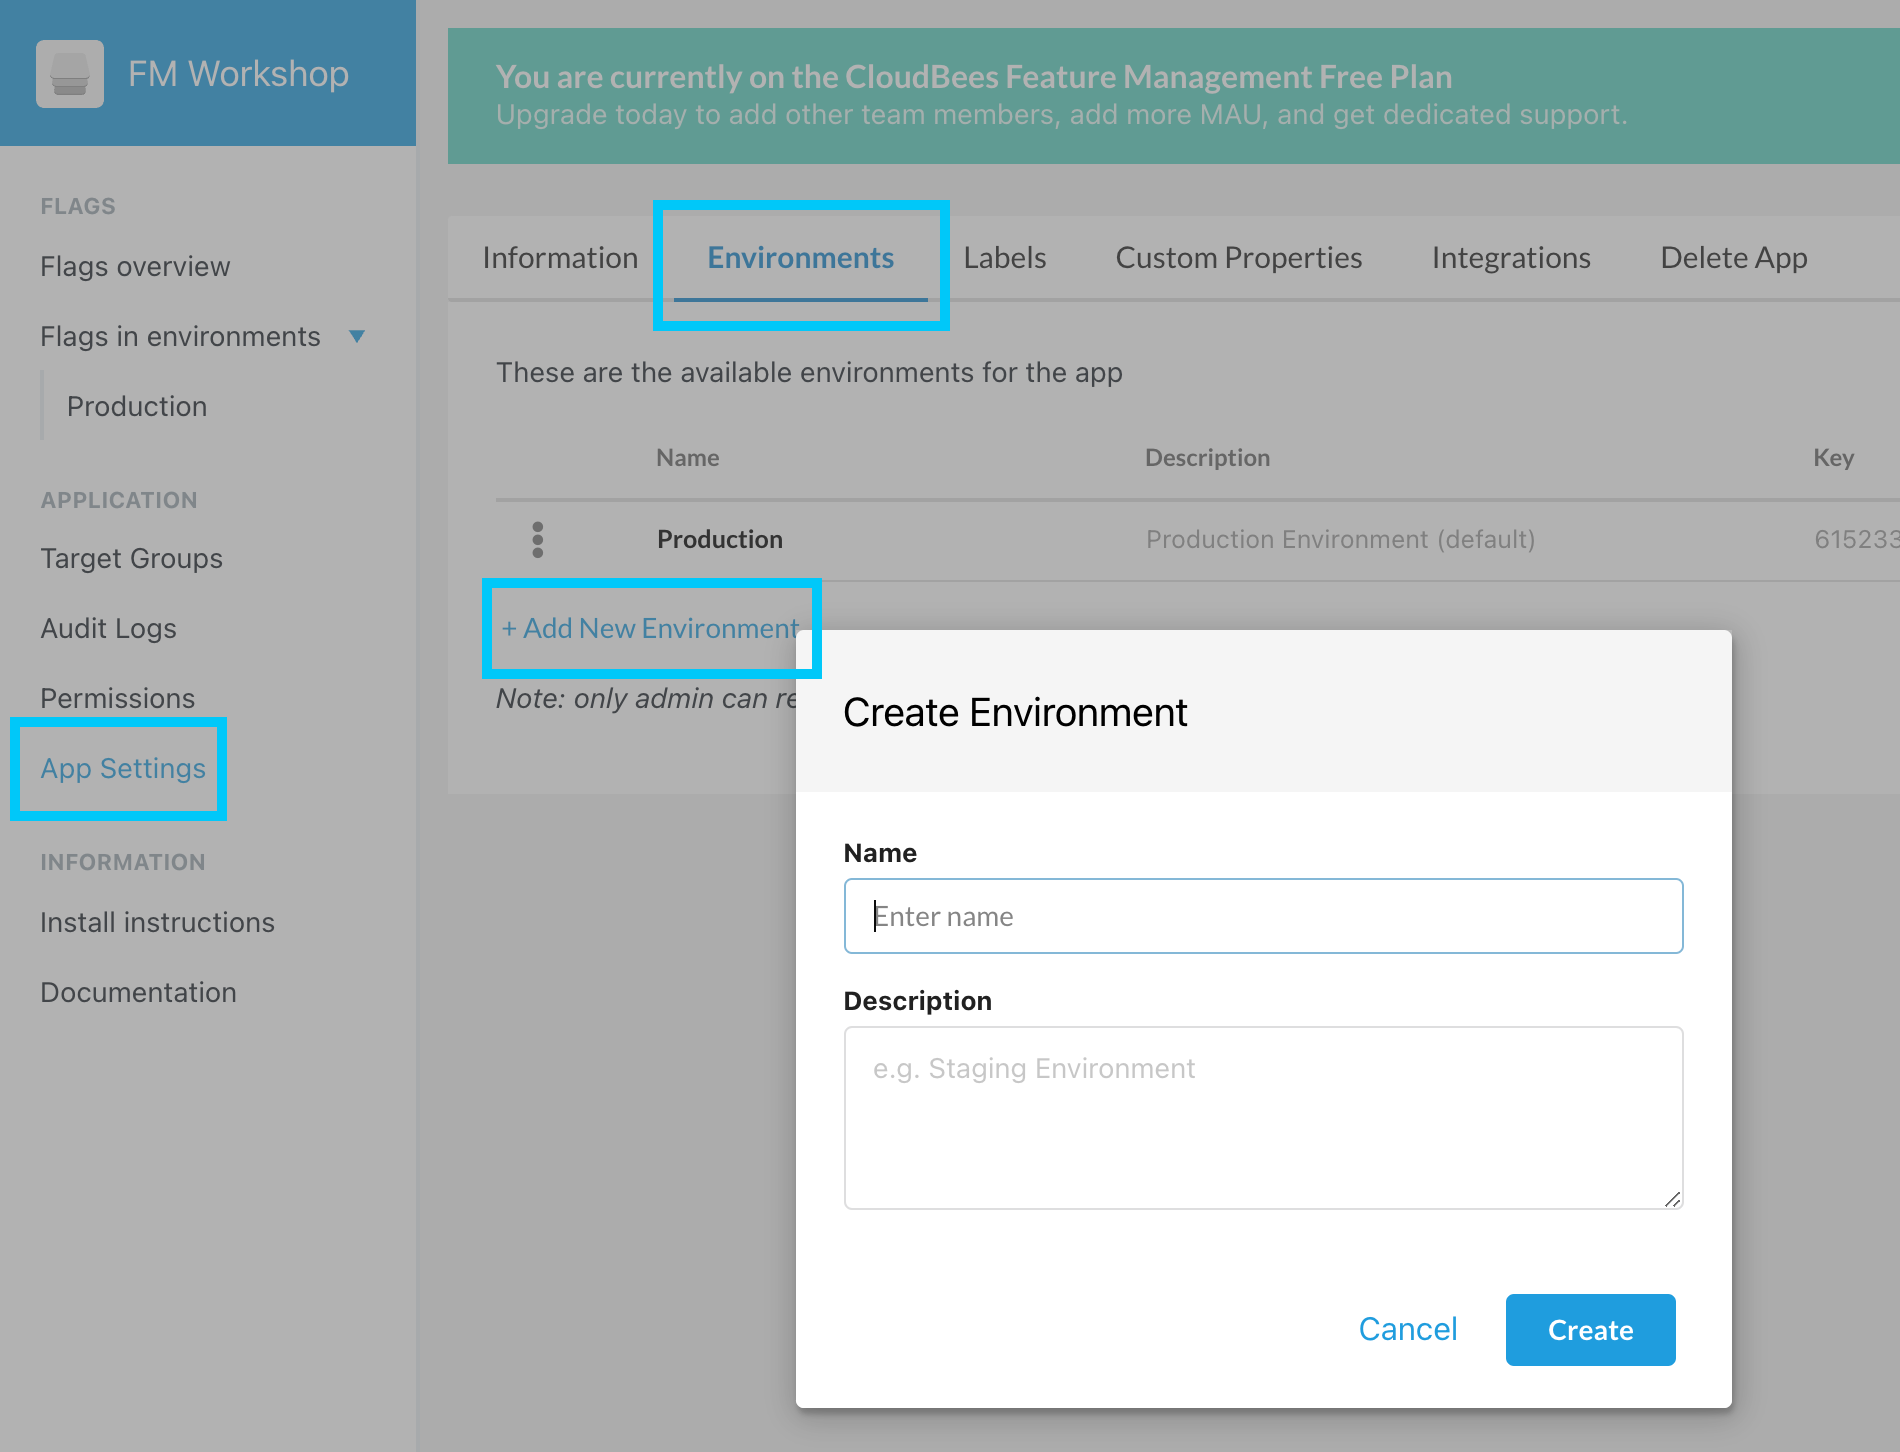 FM Workshop
FLAGS
Flags overview
Flags in environments
Production
APPLICATION
Target Groups
Audit Logs
Permissions
App Settings
INFORMATION
Install instructions
Documentation
You are currently on the CloudBees Feature Management Free Plan
Upgrade today to add other team members, add more MAU, and get dedicated support.
Information Environments Labels Custom Properties Integrations Delete App
These are the available environments for the app
Name Description Key
Production Production Environment (default) 615233
+ Add New Environment
Note: only admin can re
Create Environment
Name
Enter name
Description
e.g. Staging Environment
Cancel Create